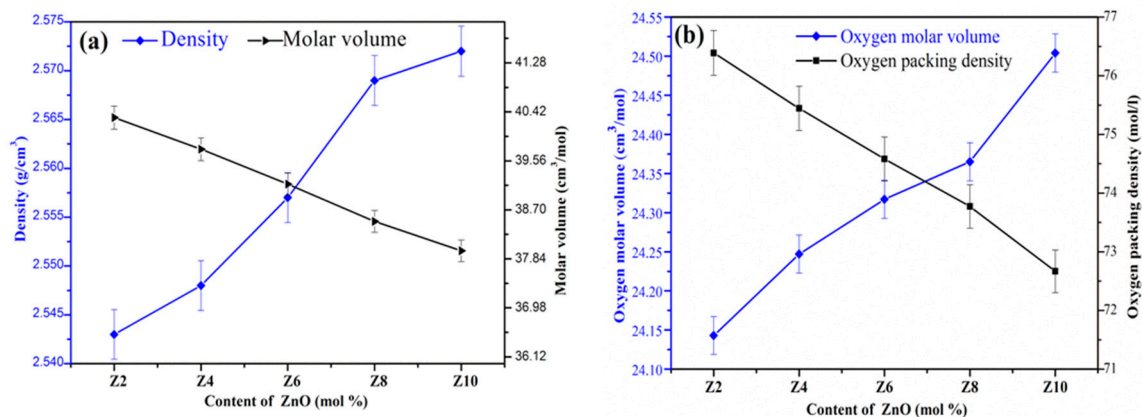 (a)
Density
Molar volume
2.575
2.570
2.565
2.560
2.555
2.550
2.545
2.540
Density (g/cm³)
41.28
40.42
39.56
38.70
37.84
36.98
36.12
Molar volume (cm³/mol)
Z2 Z4 Z6 Z8 Z10
Content of ZnO (mol %)
(b)
Oxygen molar volume
Oxygen packing density
24.55
24.50
24.45
24.40
24.35
24.30
24.25
24.20
24.15
24.10
Oxygen molar volume (cm³/mol)
77
76
75
74
73
72
71
Oxygen packing density (mol/l)
Z2 Z4 Z6 Z8 Z10
Content of ZnO (mol %)